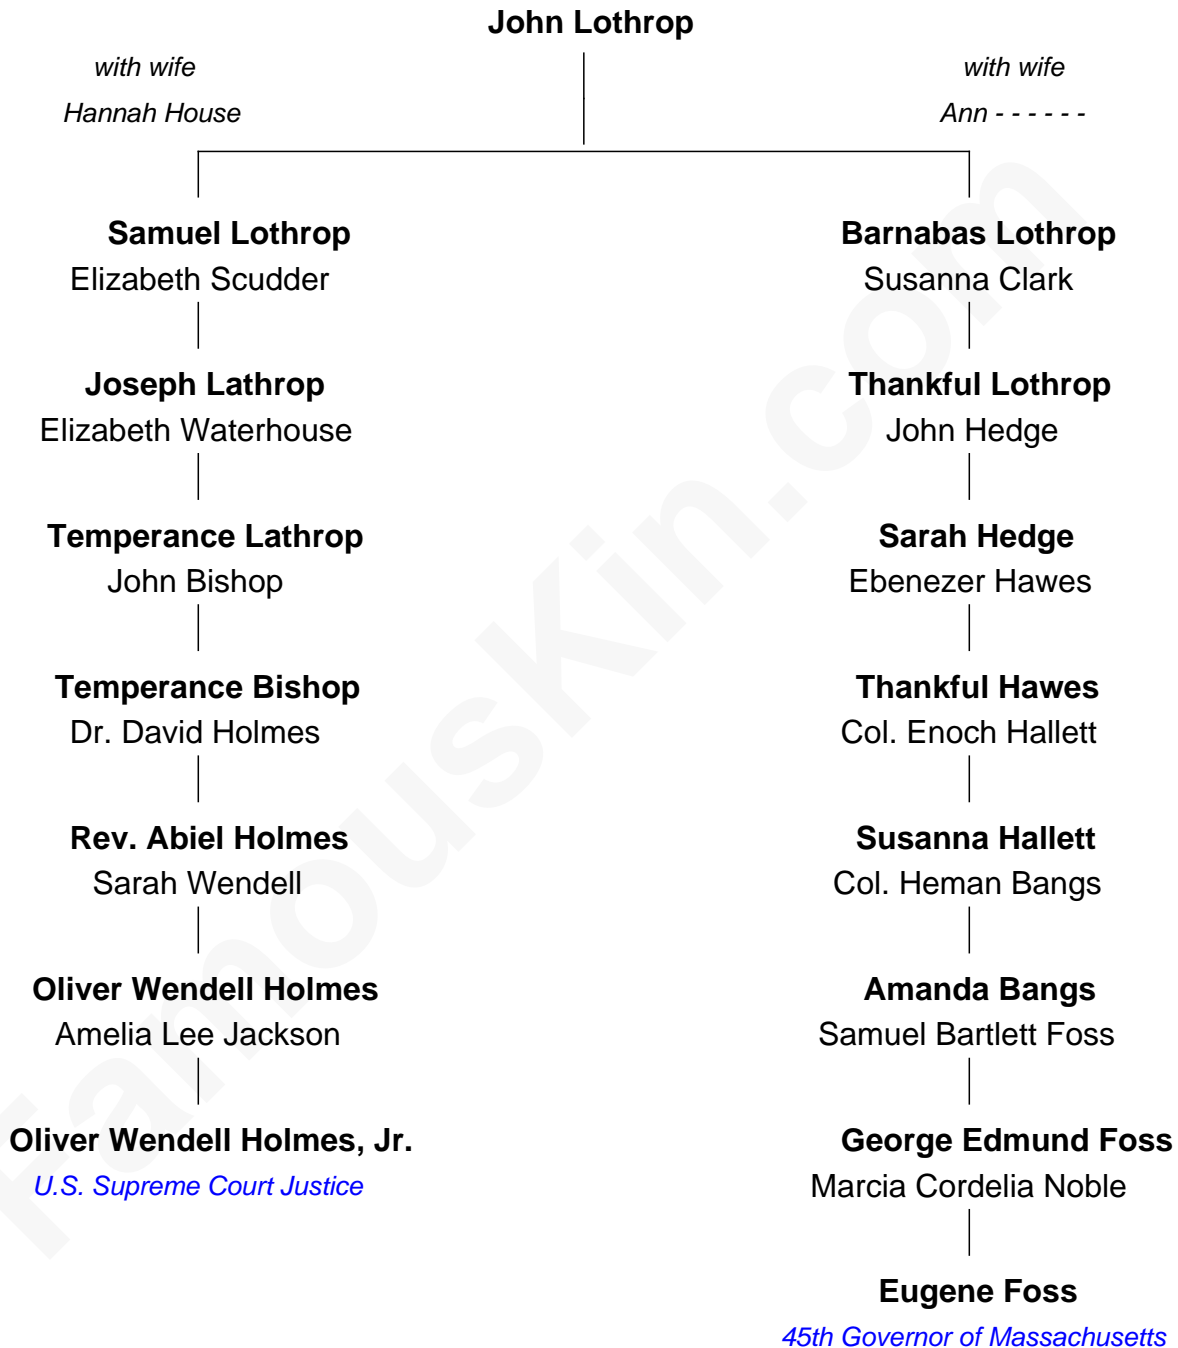 John Lothrop
with wife
Hannah House
with wife
Ann - - - - - -
Samuel Lothrop
Elizabeth Scudder
Barnabas Lothrop
Susanna Clark
Joseph Lathrop
Elizabeth Waterhouse
Thankful Lothrop
John Hedge
Temperance Lathrop
John Bishop
Sarah Hedge
Ebenezer Hawes
Temperance Bishop
Dr. David Holmes
Thankful Hawes
Col. Enoch Hallett
Rev. Abiel Holmes
Sarah Wendell
Susanna Hallett
Col. Heman Bangs
Oliver Wendell Holmes
Amelia Lee Jackson
Amanda Bangs
Samuel Bartlett Foss
Oliver Wendell Holmes, Jr.
U.S. Supreme Court Justice
George Edmund Foss
Marcia Cordelia Noble
Eugene Foss
45th Governor of Massachusetts
FamousKin.com